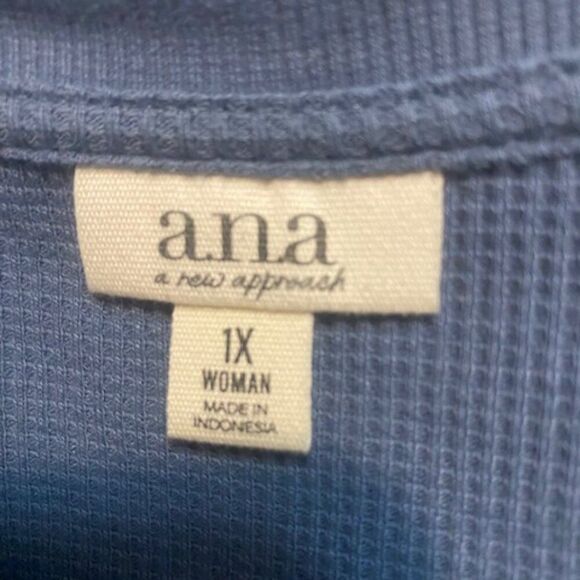 a.n.a
a new approach
1X
WOMAN
MADE IN
INDONESIA